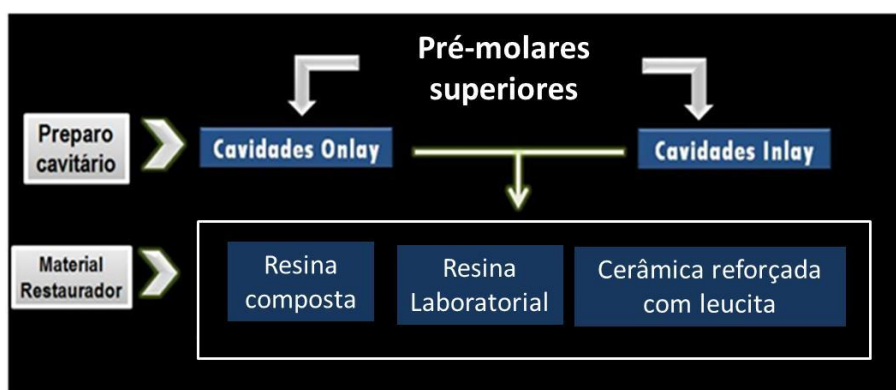 Pré-molares
superiores
Preparo
cavitário
Cavidades Onlay
Cavidades Inlay
Material
Restaurador
Resina
composta
Resina
Laboratorial
Cerâmica reforçada
com leucita